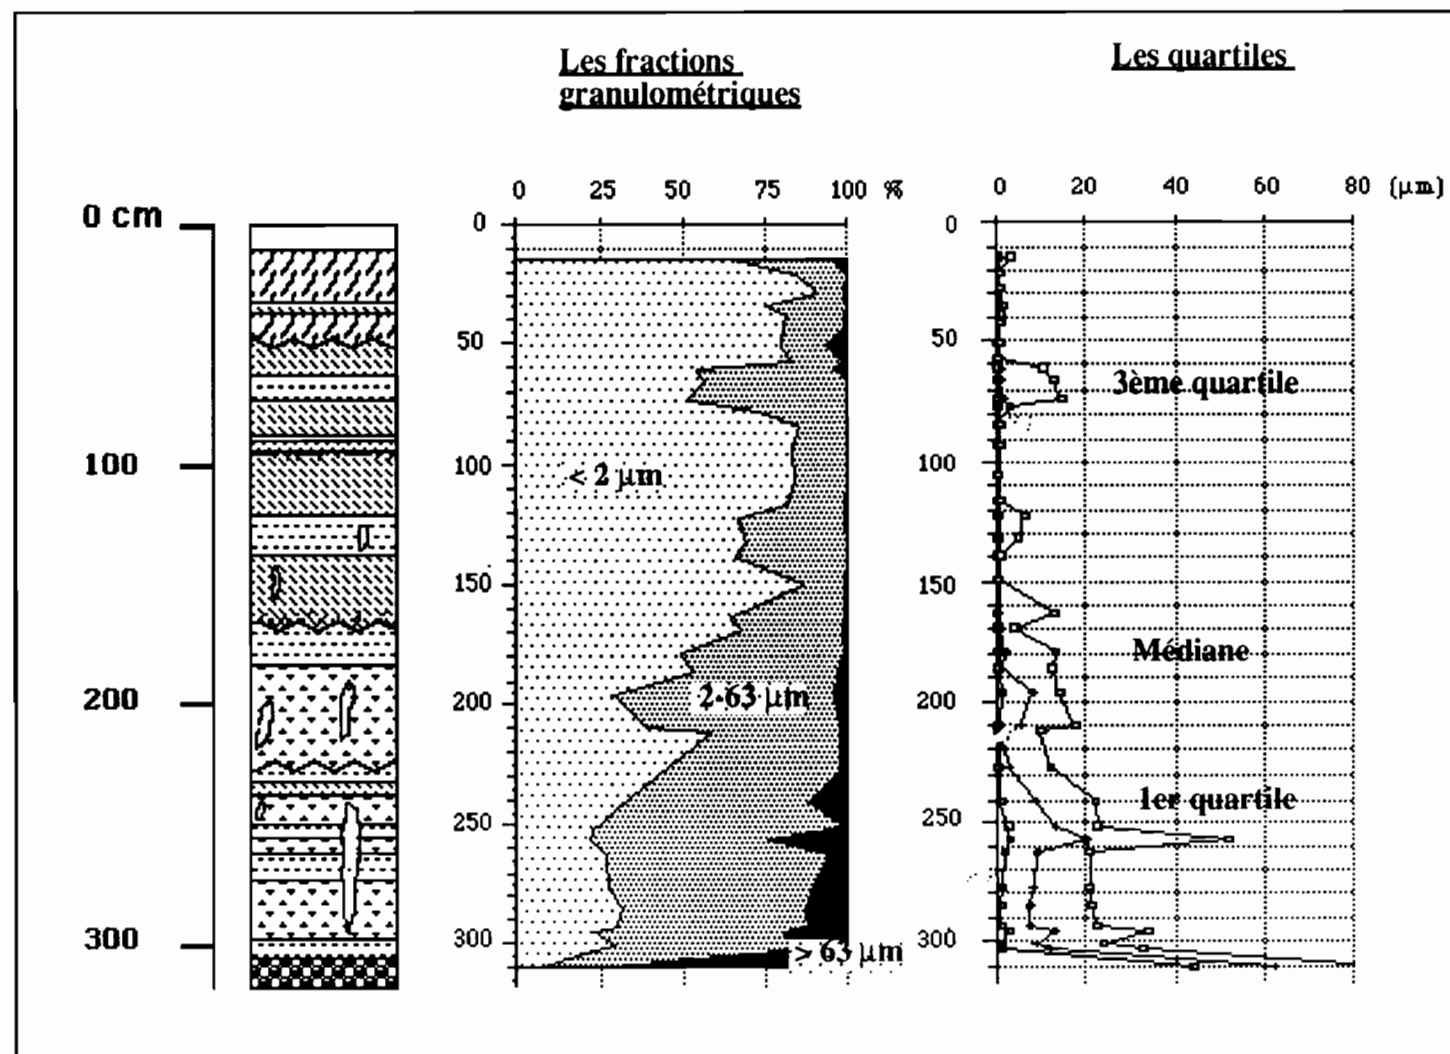 Les fractions
granulométriques
Les quartiles
0 25 50 75 100 %
0 20 40 60 80 (µm)
0 cm
100
200
300
0
50
100
150
200
250
300
< 2 µm
2-63 µm
> 63 µm
0
50
100
150
200
250
300
3ème quartile
Médiane
1er quartile